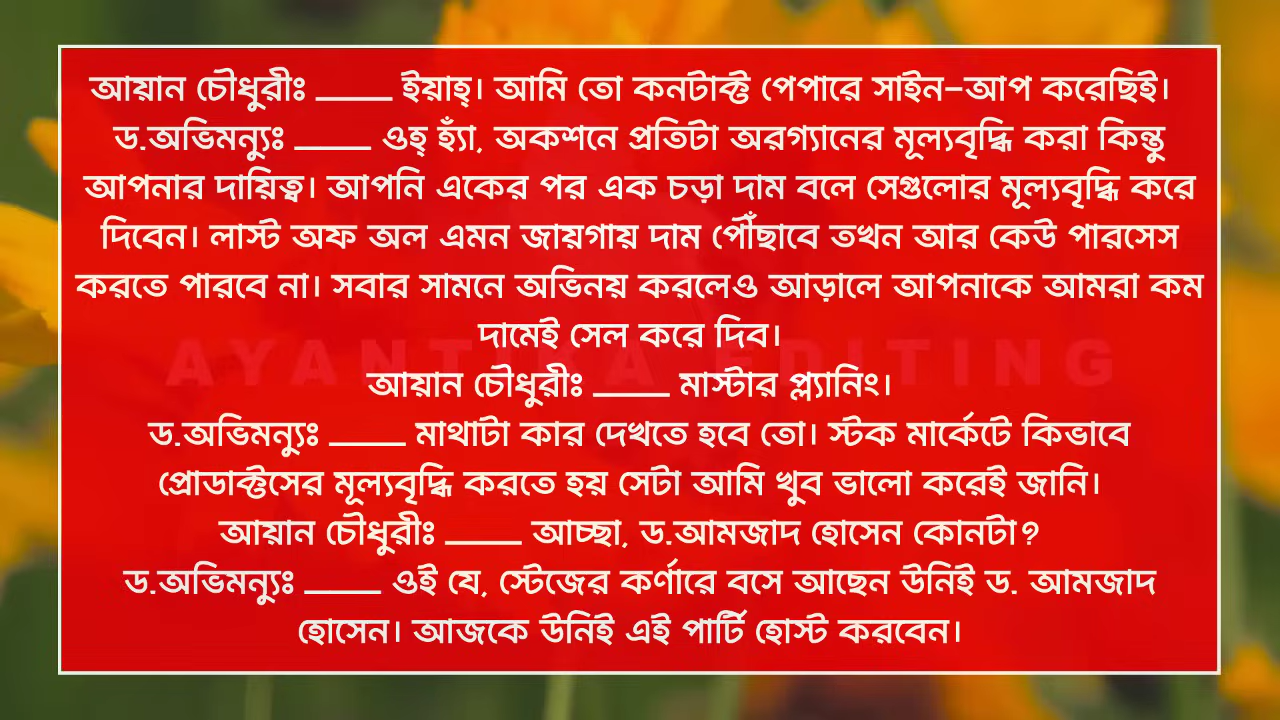 আয়ান চৌধুরীঃ ____ ইয়াহ্। আমি তো কনটাক্ট পেপারে সাইন-আপ করেছিই।
ড.অভিমন্যুঃ ____ ওহ্ হ্যাঁ, অকশনে প্রতিটা অরগ্যানের মূল্যবৃদ্ধি করা কিন্তু
আপনার দায়িত্ব। আপনি একের পর এক চড়া দাম বলে সেগুলোর মূল্যবৃদ্ধি করে
দিবেন। লাস্ট অফ অল এমন জায়গায় দাম পৌঁছাবে তখন আর কেউ পারসেস
করতে পারবে না। সবার সামনে অভিনয় করলেও আড়ালে আপনাকে আমরা কম
দামেই সেল করে দিব।
AYANTIKA EDITING
আয়ান চৌধুরীঃ ____ মাস্টার প্ল্যানিং।
ড.অভিমন্যুঃ ____ মাথাটা কার দেখতে হবে তো। স্টক মার্কেটে কিভাবে
প্রোডাক্টসের মূল্যবৃদ্ধি করতে হয় সেটা আমি খুব ভালো করেই জানি।
আয়ান চৌধুরীঃ ____ আচ্ছা, ড.আমজাদ হোসেন কোনটা?
ড.অভিমন্যুঃ ____ ওই যে, স্টেজের কর্ণারে বসে আছেন উনিই ড. আমজাদ
হোসেন। আজকে উনিই এই পার্টি হোস্ট করবেন।